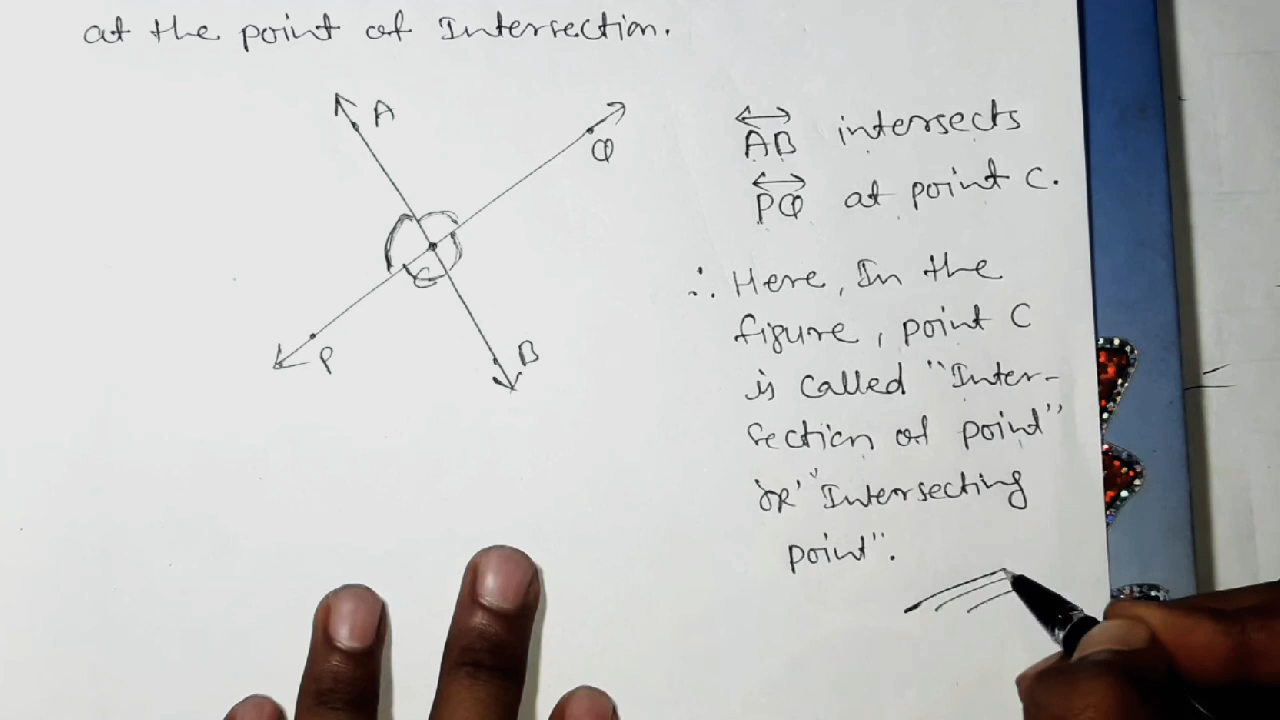 at the point of Intersection.
A
Q
C
P
B
AB intersects
PQ at point C.
∴ Here, In the
figure, point C
is called "Inter-
section of point"
OR "Intersecting
point".